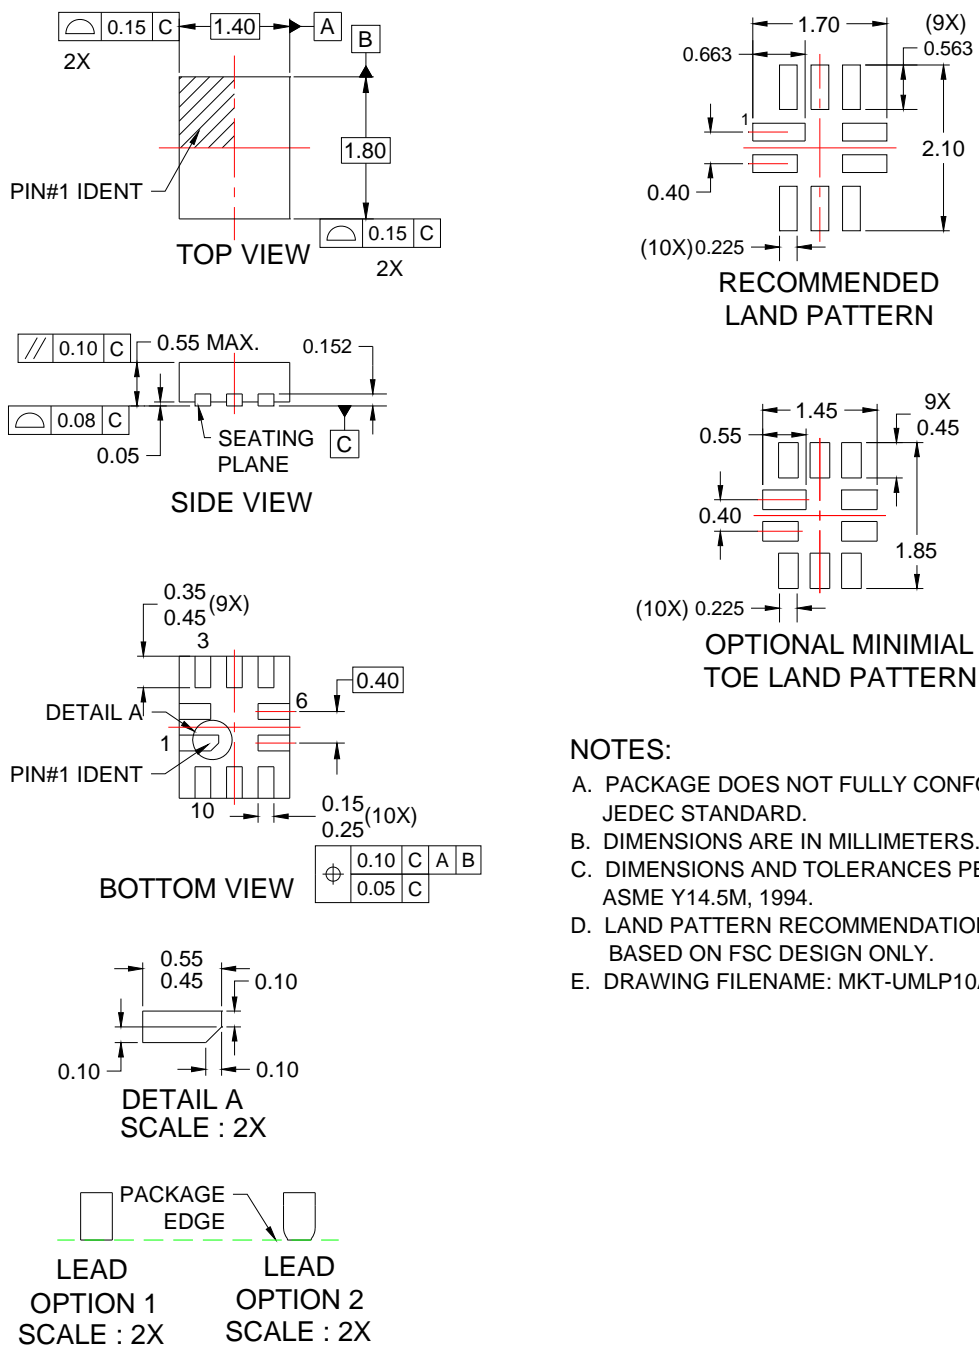 0.15 C
1.40
A
2X
B
1.80
PIN#1 IDENT
0.15 C
2X
TOP VIEW
1.70
(9X)
0.563
0.663
1
2.10
0.40
(10X) 0.225
RECOMMENDED
LAND PATTERN
// 0.10 C
0.55 MAX.
0.152
0.08 C
0.05
SEATING
PLANE
C
SIDE VIEW
1.45
9X
0.45
0.55
0.40
1.85
(10X) 0.225
OPTIONAL MINIMIAL
TOE LAND PATTERN
0.35
0.45
(9X)
3
0.40
6
DETAIL A
1
PIN#1 IDENT
10
0.15
0.25
(10X)
0.10 C A B
0.05 C
BOTTOM VIEW
0.55
0.45
0.10
0.10
0.10
DETAIL A
SCALE : 2X
PACKAGE
EDGE
LEAD
OPTION 1
SCALE : 2X
LEAD
OPTION 2
SCALE : 2X
NOTES:
A. PACKAGE DOES NOT FULLY CONFO
JEDEC STANDARD.
B. DIMENSIONS ARE IN MILLIMETERS.
C. DIMENSIONS AND TOLERANCES PE
ASME Y14.5M, 1994.
D. LAND PATTERN RECOMMENDATION
BASED ON FSC DESIGN ONLY.
E. DRAWING FILENAME: MKT-UMLP10A